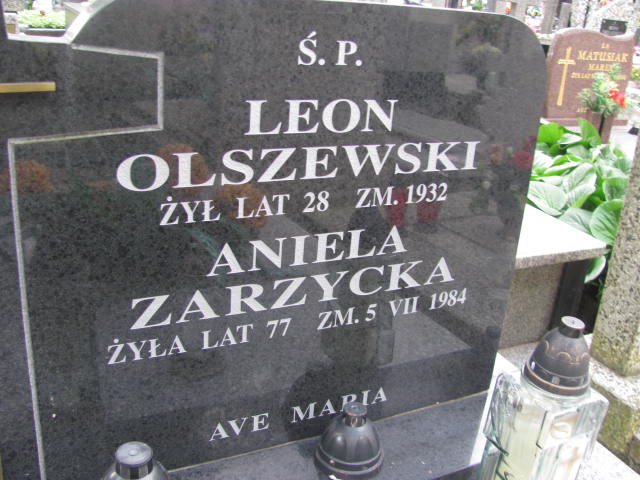 Ś. P.
LEON
OLSZEWSKI
ŻYŁ LAT 28 ZM. 1932
ANIELA
ZARZYCKA
ŻYŁA LAT 77 ZM. 5 VII 1984
AVE MARIA
MATUSIAK
MAREK